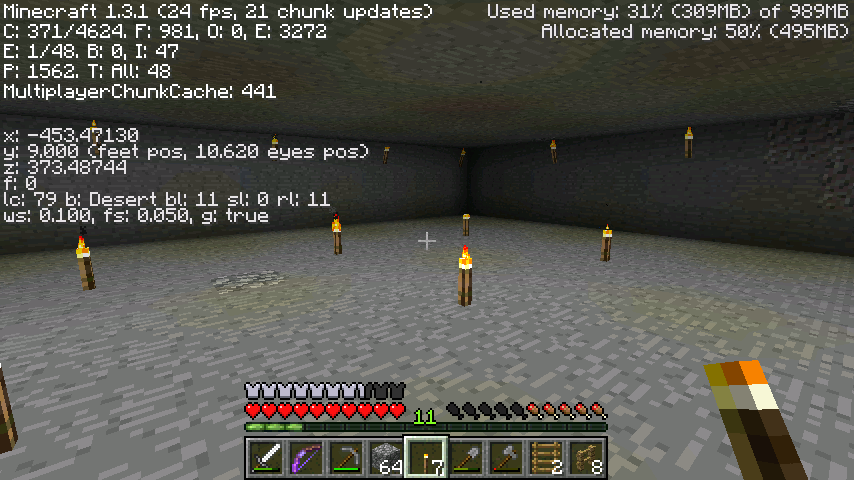 Minecraft 1.3.1 (24 fps, 21 chunk updates)
Used memory: 31% (309MB) of 989MB
C: 371/4624. F: 981, O: 0, E: 3272
Allocated memory: 50% (495MB)
E: 1/48. B: 0, I: 47
P: 1562. T: All: 48
MultiplayerChunkCache: 441
x: -453.47130
y: 9.000 (feet pos, 10.620 eyes pos)
z: 373.48744
f: 0
lc: 79 b: Desert bl: 11 sl: 0 rl: 11
ws: 0.100, fs: 0.050, g: true
11
64 7 2 8